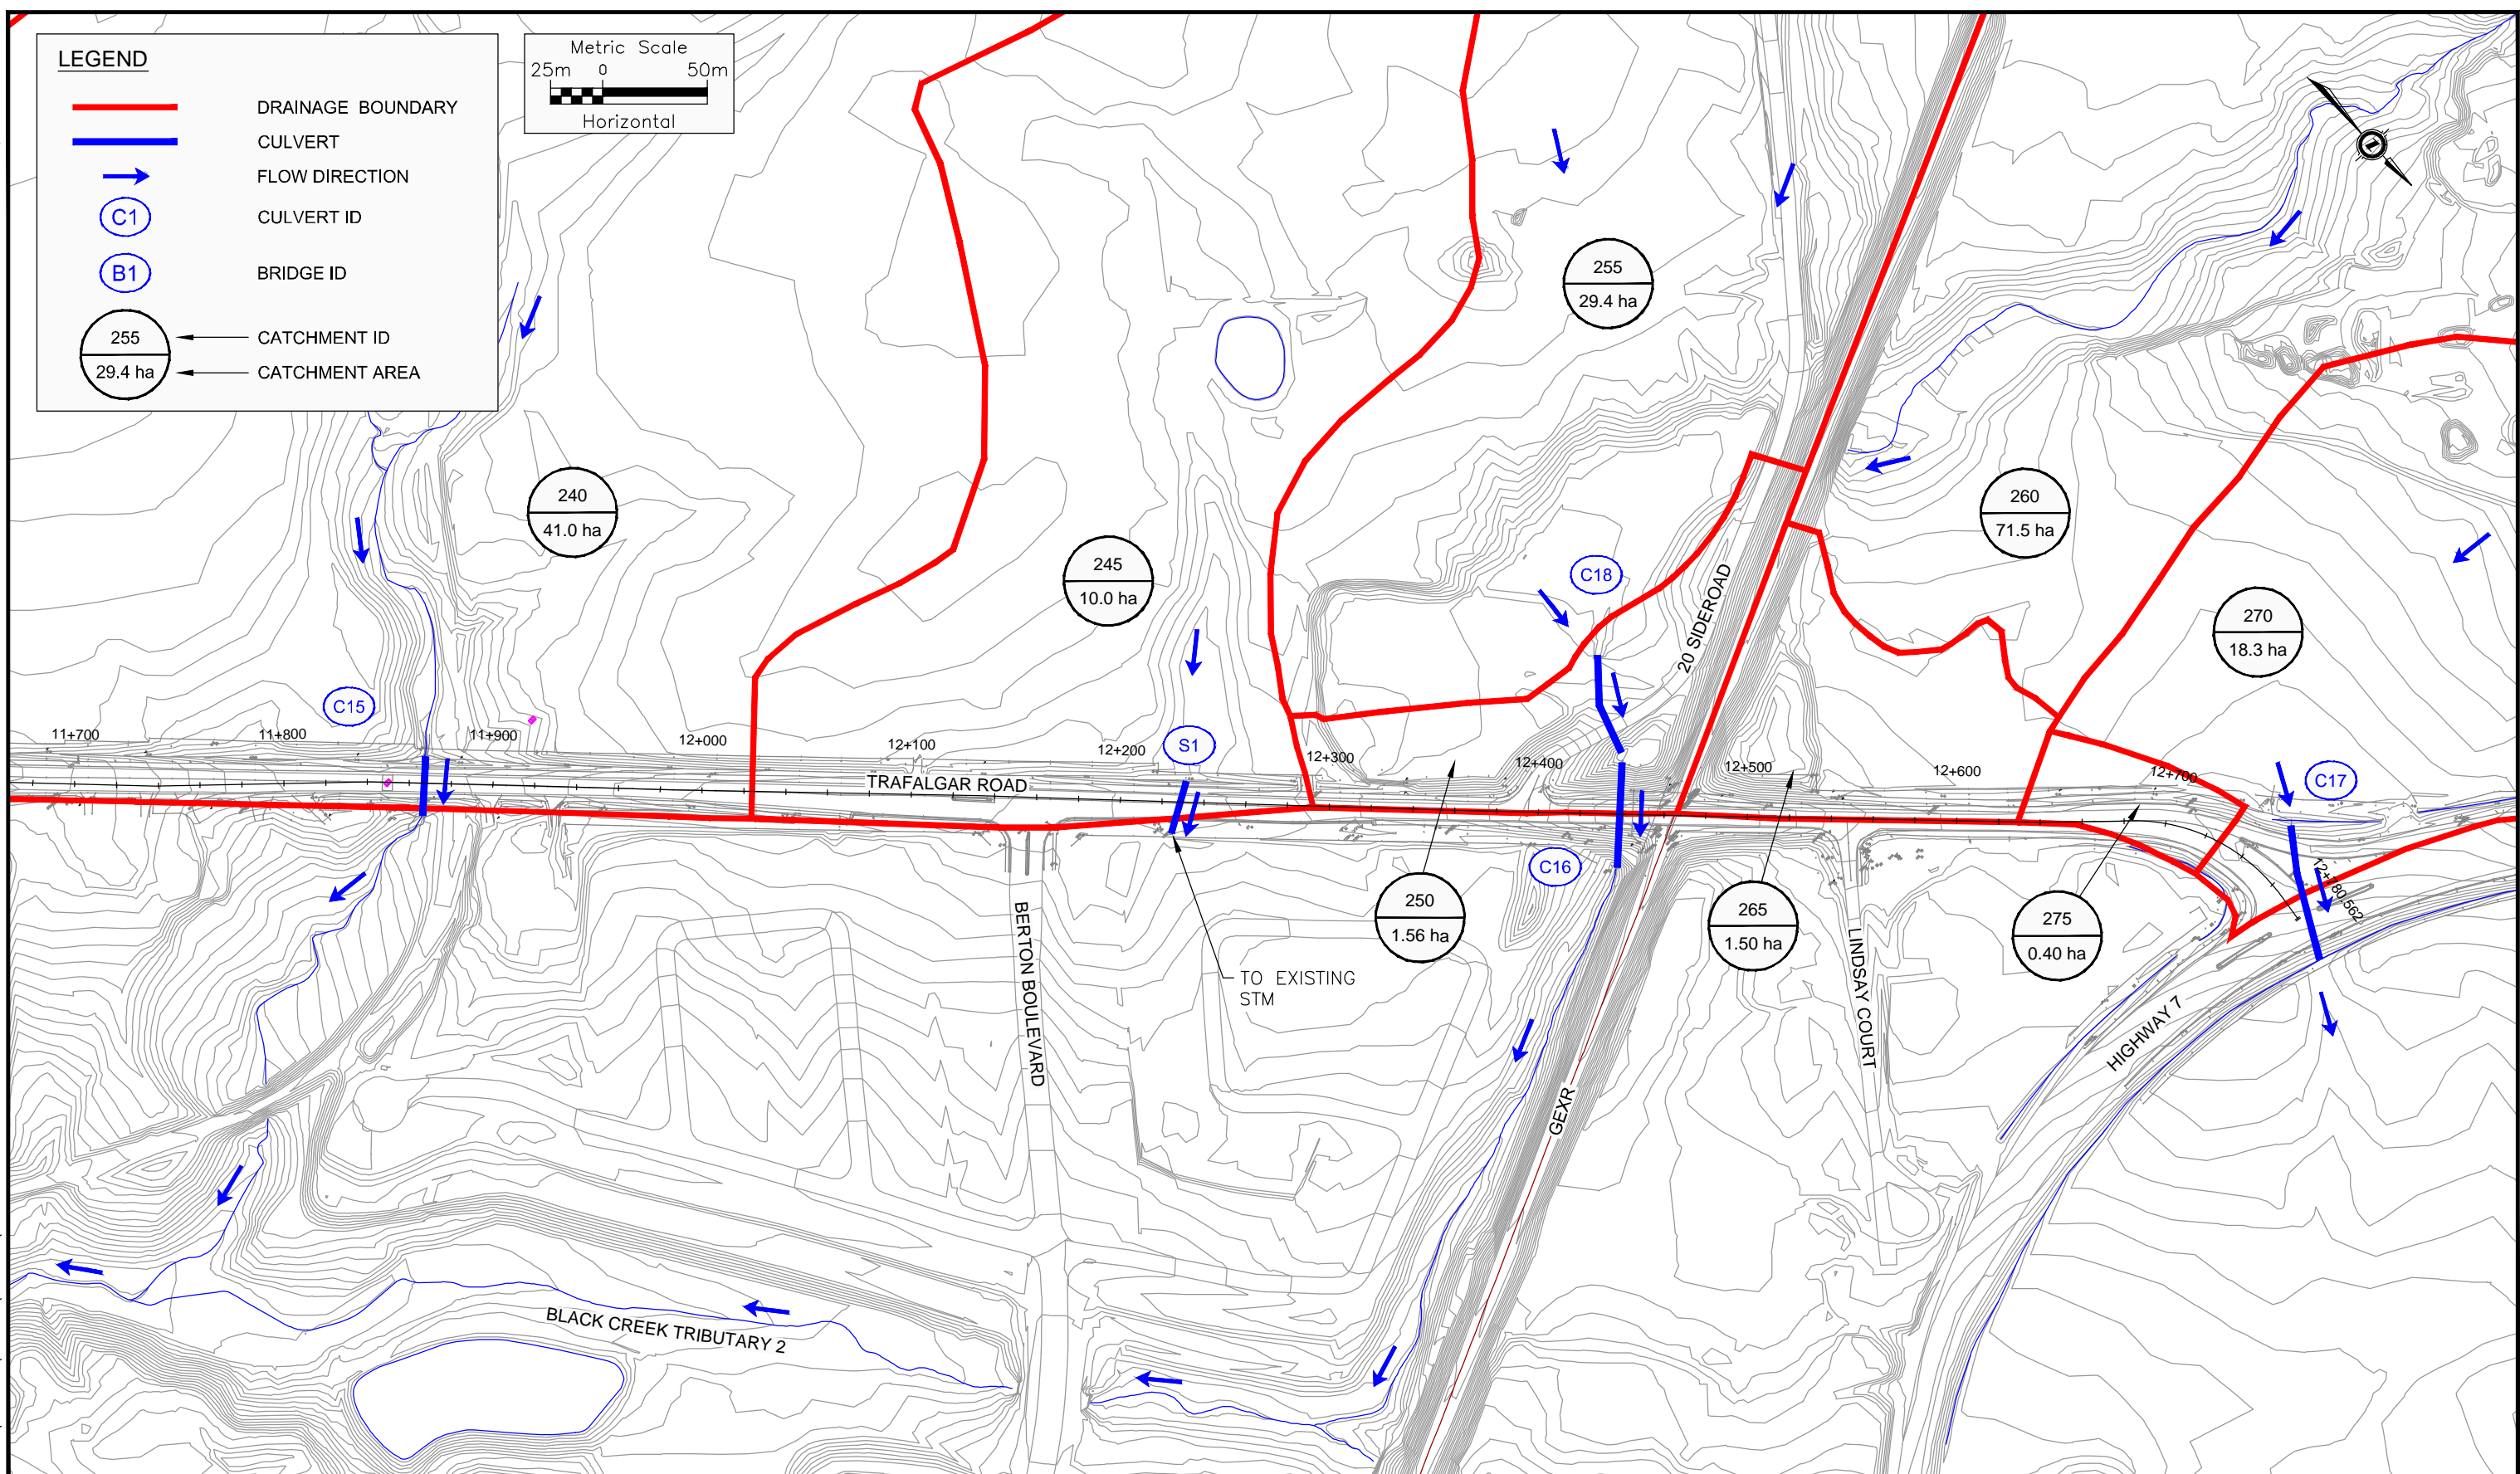 LEGEND
DRAINAGE BOUNDARY
CULVERT
FLOW DIRECTION
C1
CULVERT ID
B1
BRIDGE ID
255
CATCHMENT ID
29.4 ha
CATCHMENT AREA
Metric Scale
25m 0 50m
Horizontal
Z
255
29.4 ha
240
41.0 ha
260
71.5 ha
245
10.0 ha
C18
20 SIDEROAD
270
18.3 ha
C15
S1
11+700
11+800
11+900
12+000
12+100
12+200
12+300
12+400
12+500
12+600
12+700
C17
TRAFALGAR ROAD
C16
12+780.562
250
1.56 ha
265
1.50 ha
275
0.40 ha
BERTON BOULEVARD
LINDSAY COURT
TO EXISTING
STM
HIGHWAY 7
GEXR
BLACK CREEK TRIBUTARY 2